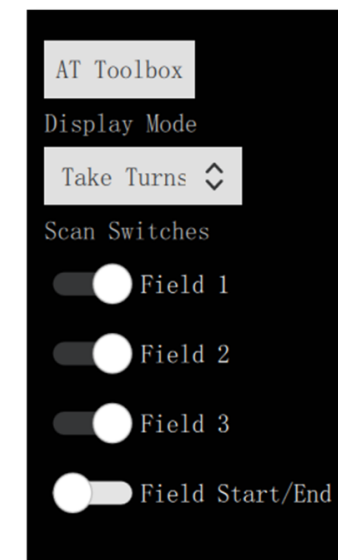 AT Toolbox
Display Mode
Take Turns
Scan Switches
Field 1
Field 2
Field 3
Field Start/End